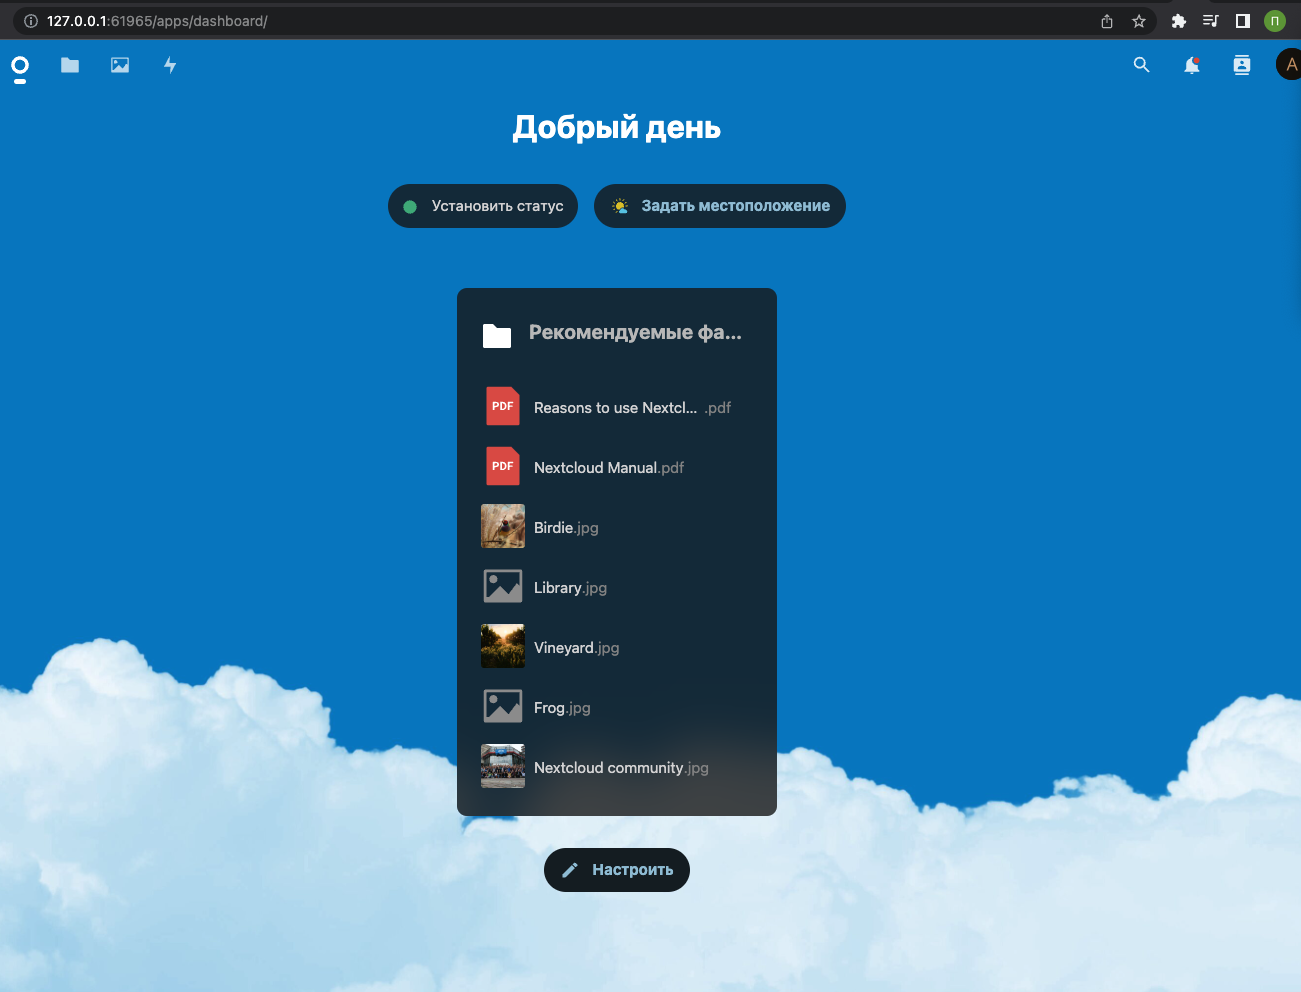 127.0.0.1:61965/apps/dashboard/
П
A
Добрый день
Установить статус
Задать местоположение
Рекомендуемые фа...
PDF
Reasons to use Nextcl... .pdf
PDF
Nextcloud Manual.pdf
Birdie.jpg
Library.jpg
Vineyard.jpg
Frog.jpg
Nextcloud community.jpg
Настроить